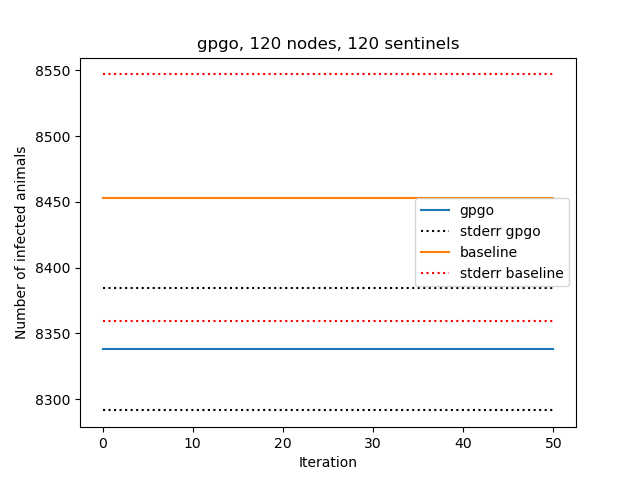 gpgo, 120 nodes, 120 sentinels
8550
8500
8450
8400
8350
8300
Number of infected animals
gpgo
stderr gpgo
baseline
stderr baseline
0 10 20 30 40 50
Iteration